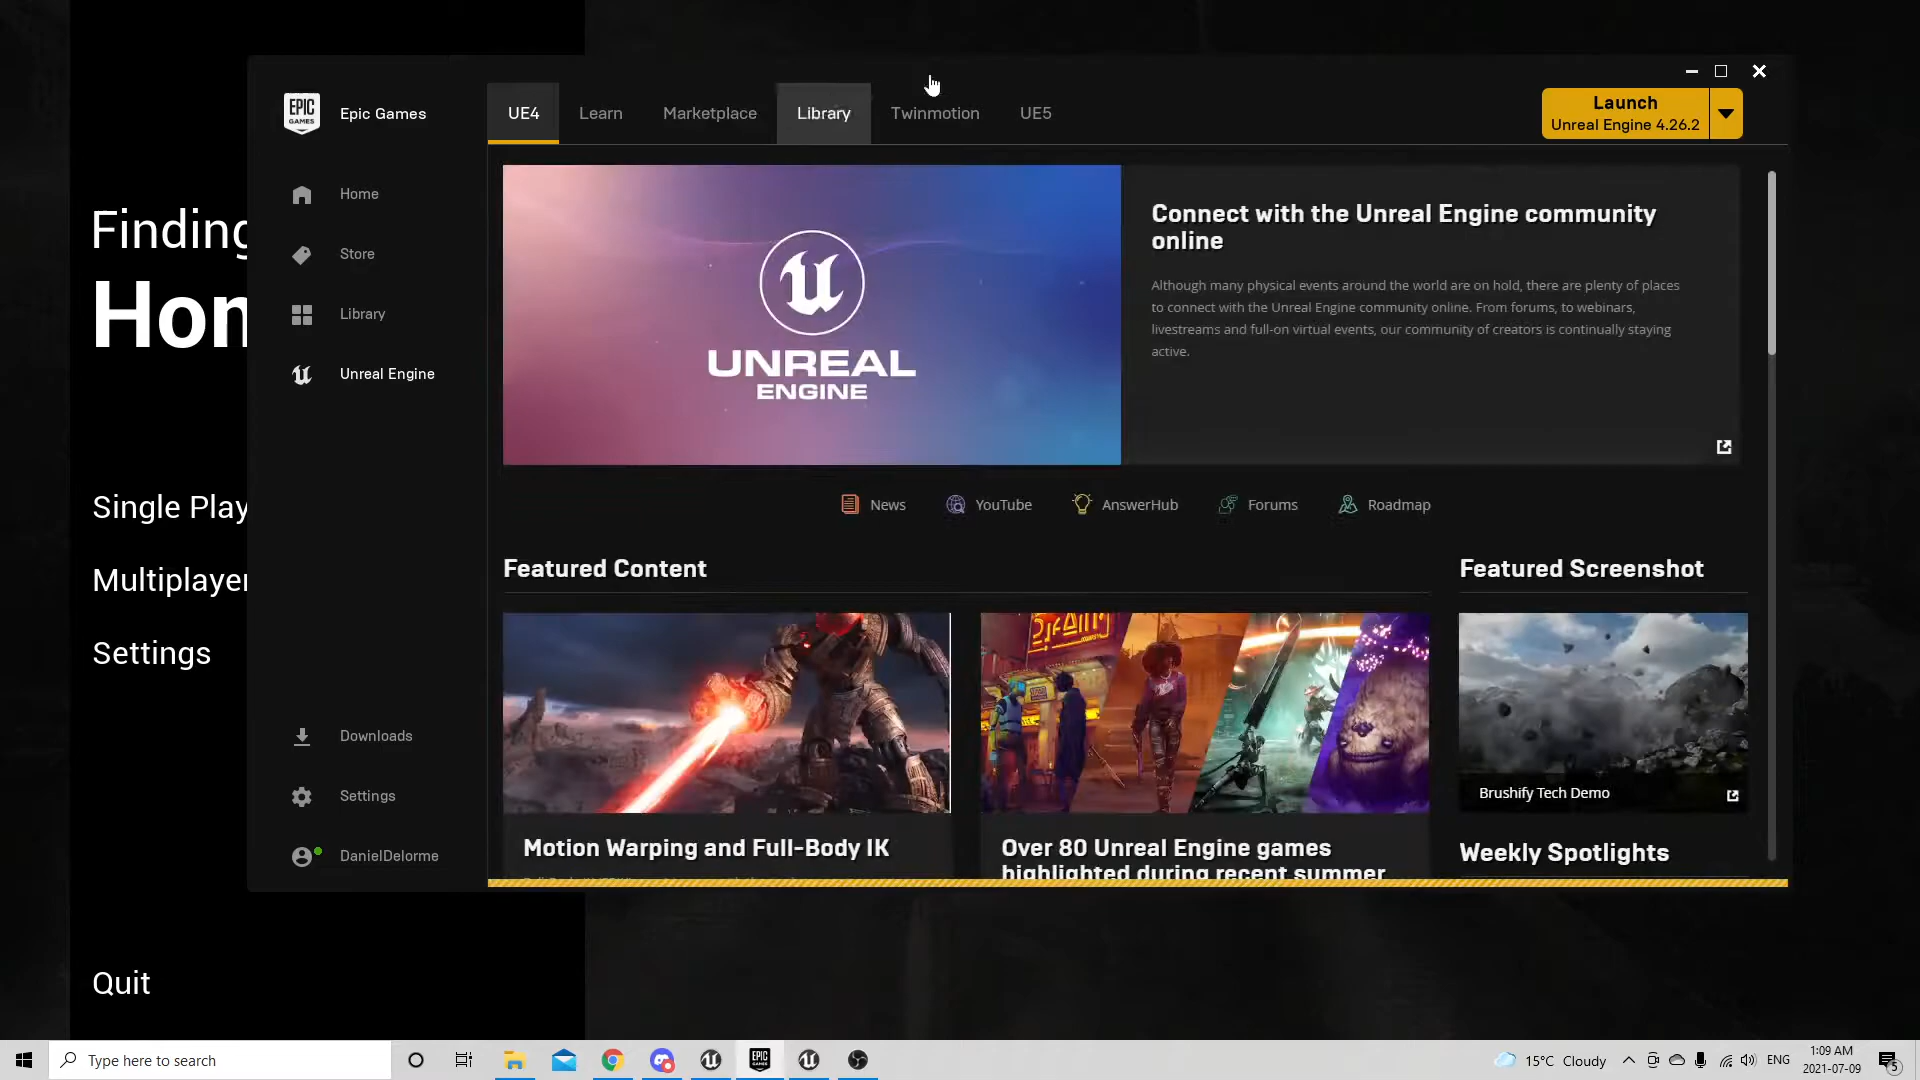 Finding
Hom
Single Play
Multiplayer
Settings
Quit
EPIC GAMES
Epic Games
Home
Store
Library
Unreal Engine
Downloads
Settings
DanielDelorme
UE4
Learn
Marketplace
Library
Twinmotion
UE5
Launch
Unreal Engine 4.26.2
UNREAL
ENGINE
Connect with the Unreal Engine community
online
Although many physical events around the world are on hold, there are plenty of places
to connect with the Unreal Engine community online. From forums, to webinars,
livestreams and full-on virtual events, our community of creators is continually staying
active.
News
YouTube
AnswerHub
Forums
Roadmap
Featured Content
Featured Screenshot
Motion Warping and Full-Body IK
Over 80 Unreal Engine games
highlighted during recent summer
Brushify Tech Demo
Weekly Spotlights
Type here to search
EPIC GAMES
15°C Cloudy
ENG
1:09 AM
2021-07-09
5